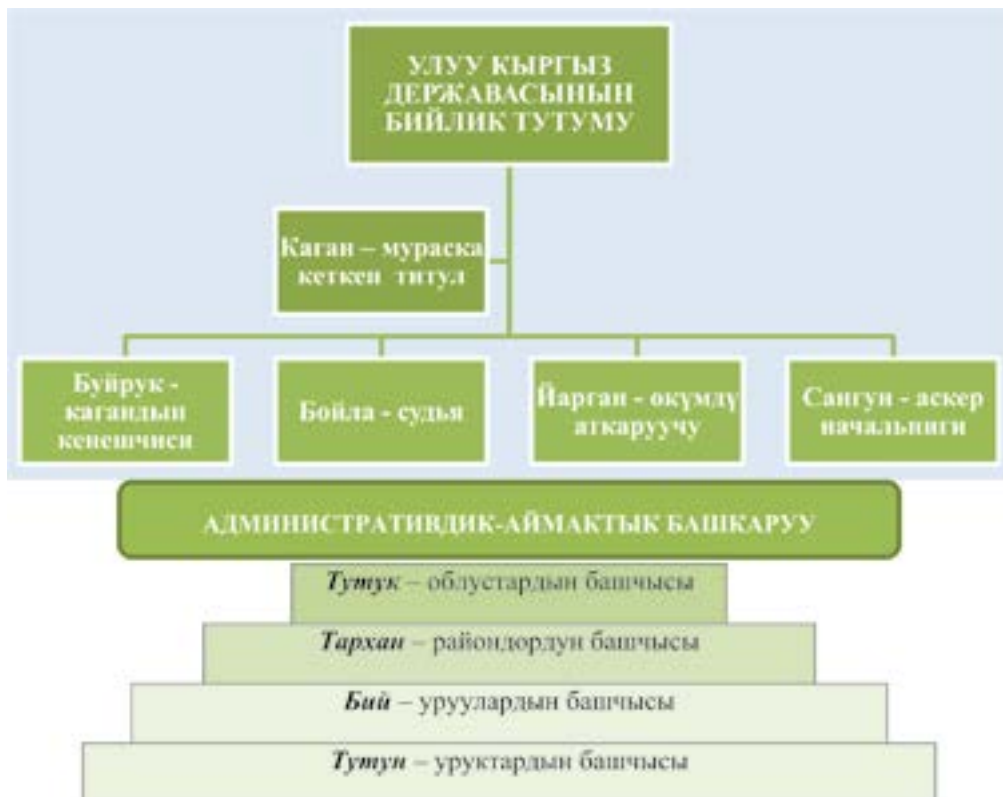 УЛУУ КЫРГЫЗ
ДЕРЖАВАСЫНЫН
БИЙЛИК ТУТУМУ
Каган – мураска
кеткен титул
Буйрук -
кагандын
кенешчиси
Бойла - судья
Йарган - өкүмдү
аткаруучу
Сангун - аскер
начальниги
АДМИНИСТРАТИВДИК-АЙМАКТЫК БАШКАРУУ
Тутук – облустардын башчысы
Тархан – райондордун башчысы
Бий – уруулардын башчысы
Тутун – уруктардын башчысы